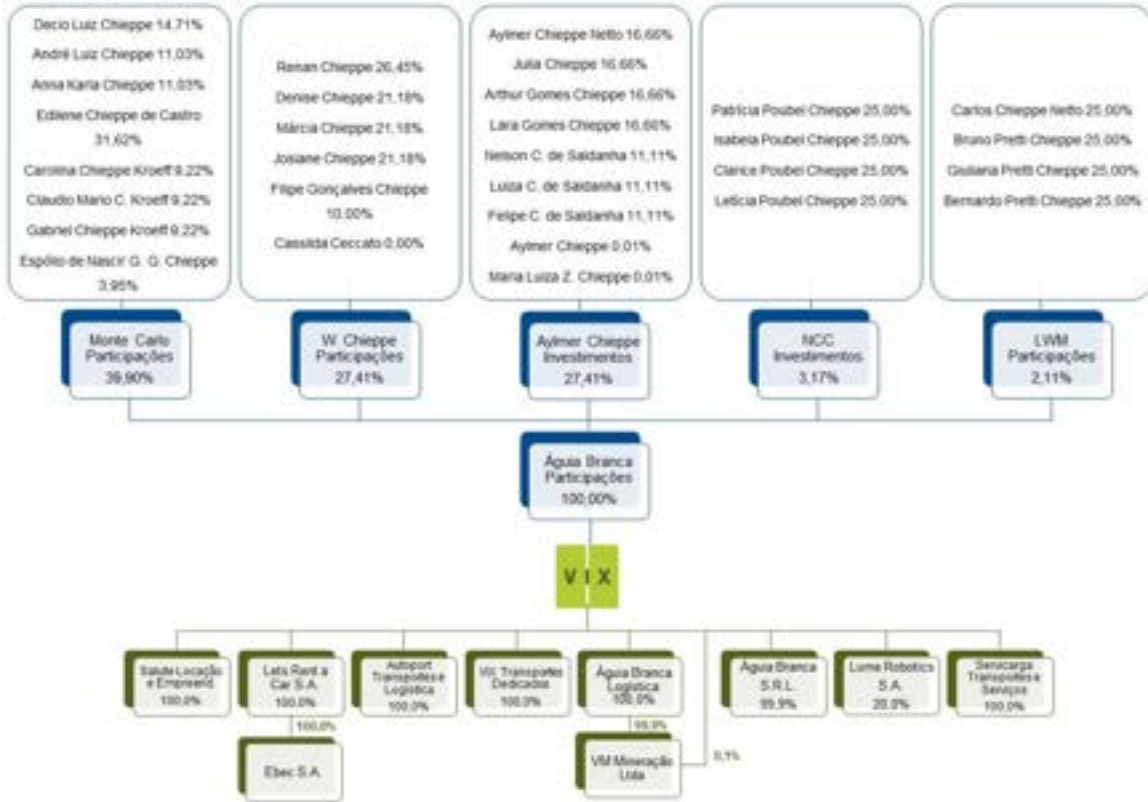 Decio Luiz Chieppe 14,71%
André Luiz Chieppe 11,03%
Anna Karla Chieppe 11,03%
Edilene Chieppe de Castro
31,62%
Carolina Chieppe Kroeff 9,22%
Claudio Mario C. Kroeff 9,22%
Gabriel Chieppe Kroeff 9,22%
Espólio de Nascir G. G. Chieppe
3,95%
Renan Chieppe 26,45%
Denise Chieppe 21,18%
Márcia Chieppe 21,18%
Josiane Chieppe 21,18%
Filipe Gonçalves Chieppe
10,00%
Cassilda Ceccato 0,00%
Aylmer Chieppe Netto 16,66%
Julia Chieppe 16,66%
Arthur Gomes Chieppe 16,66%
Lara Gomes Chieppe 16,66%
Nelson C. de Saldanha 11,11%
Luiza C. de Saldanha 11,11%
Felipe C. de Saldanha 11,11%
Aylmer Chieppe 0,01%
Maria Luiza Z. Chieppe 0,01%
Patrícia Poubel Chieppe 25,00%
Isabela Poubel Chieppe 25,00%
Clarice Poubel Chieppe 25,00%
Letícia Poubel Chieppe 25,00%
Carlos Chieppe Netto 25,00%
Bruno Pretti Chieppe 25,00%
Giuliana Pretti Chieppe 25,00%
Bernardo Pretti Chieppe 25,00%
Monte Carlo
Participações
39,90%
W. Chieppe
Participações
27,41%
Aylmer Chieppe
Investimentos
27,41%
NCC
Investimentos
3,17%
LWM
Participações
2,11%
Águia Branca
Participações
100,00%
V I X
Salute Locação
e Empreend.
100,0%
Lets Rent a
Car S.A.
100,0%
Autoport
Transportes e
Logística
100,0%
VIX Transportes
Dedicados
100,0%
Águia Branca
Logística
100,0%
Águia Branca
S.R.L.
99.9%
Lume Robotics
S.A.
20.0%
Servicarga
Transportes e
Serviços
100,0%
100,0%
99,9%
0,1%
Ebec S.A.
VM Mineração
Ltda